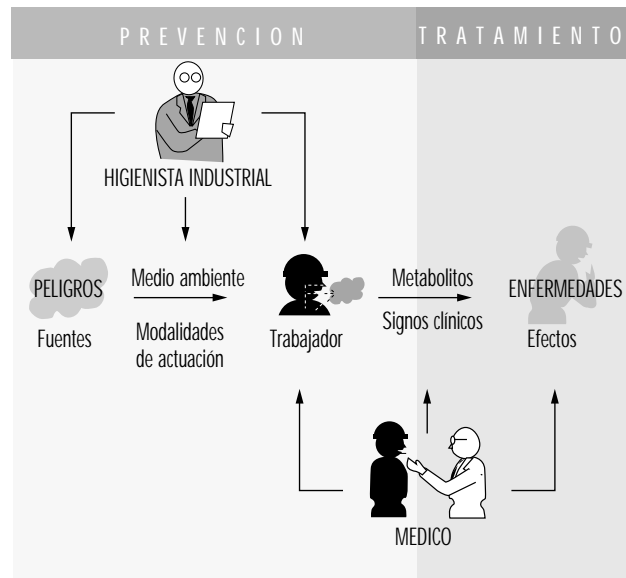 PREVENCION
TRATAMIENTO
HIGIENISTA INDUSTRIAL
PELIGROS
Fuentes
Medio ambiente
Modalidades
de actuación
Trabajador
Metabolitos
Signos clínicos
ENFERMEDADES
Efectos
MEDICO